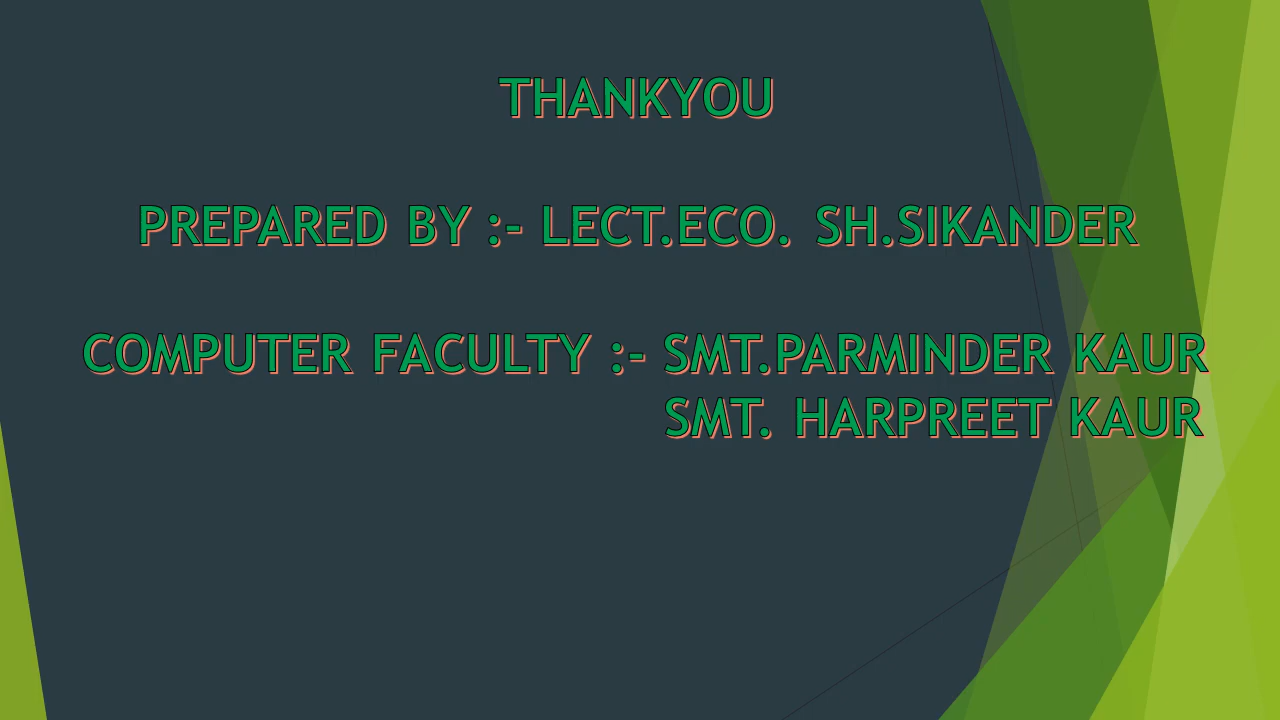 THANKYOU
PREPARED BY :- LECT.ECO. SH.SIKANDER
COMPUTER FACULTY :- SMT.PARMINDER KAUR
SMT. HARPREET KAUR